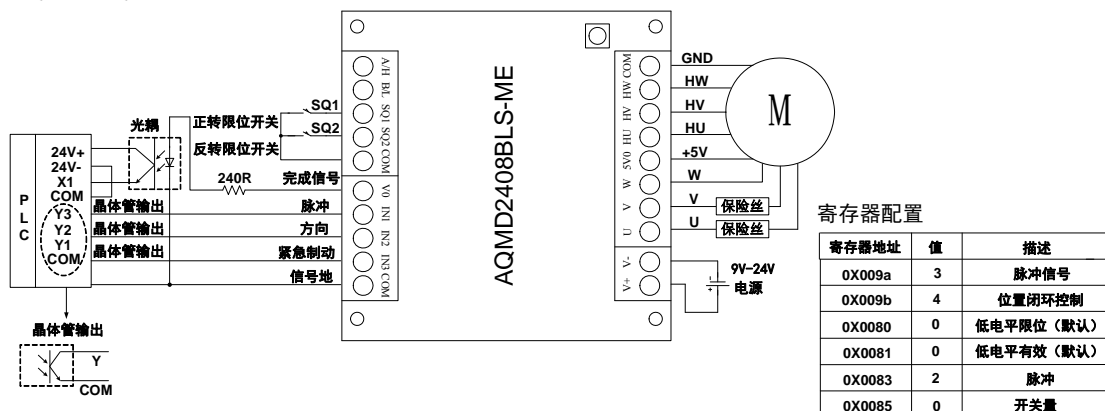 AQMD2408BLS-ME
A/H
B/L
SQ1
SQ2
COM
V0
IN1
IN2
IN3
COM
COM
HW
HV
HU
5V0
W
V
U
V-
V+
SQ1
正转限位开关
SQ2
反转限位开关
光耦
240R
完成信号
PLC
24V+
24V-
X1
COM
Y3
Y2
Y1
COM
晶体管输出
脉冲
方向
晶体管输出
紧急制动
信号地
晶体管输出
Y
COM
GND
HW
HV
HU
+5V
W
V
保险丝
U
保险丝
M
9V-24V
电源
寄存器配置
寄存器地址 值 描述
0X009a 3 脉冲信号
0X009b 4 位置闭环控制
0X0080 0 低电平限位（默认）
0X0081 0 低电平有效（默认）
0X0083 2 脉冲
0X0085 0 开关量